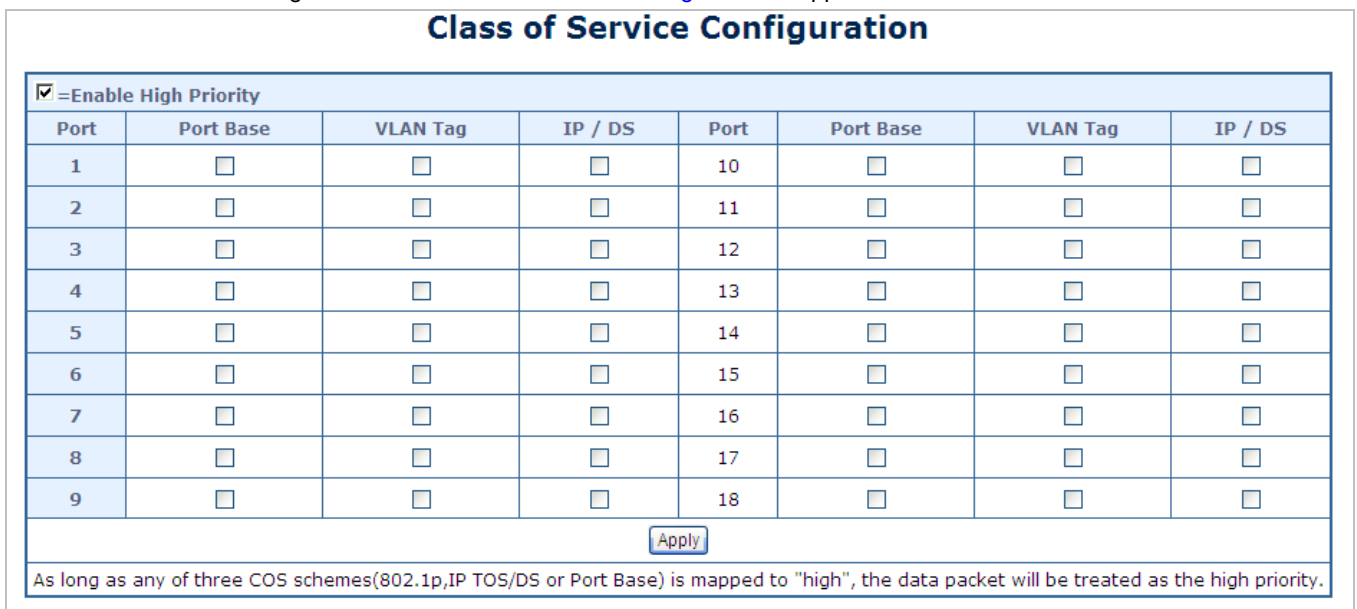 Class of Service Configuration
=Enable High Priority
Port Port Base VLAN Tag IP / DS Port Port Base VLAN Tag IP / DS
1 10
2 11
3 12
4 13
5 14
6 15
7 16
8 17
9 18
Apply
As long as any of three COS schemes(802.1p,IP TOS/DS or Port Base) is mapped to "high", the data packet will be treated as the high priority.